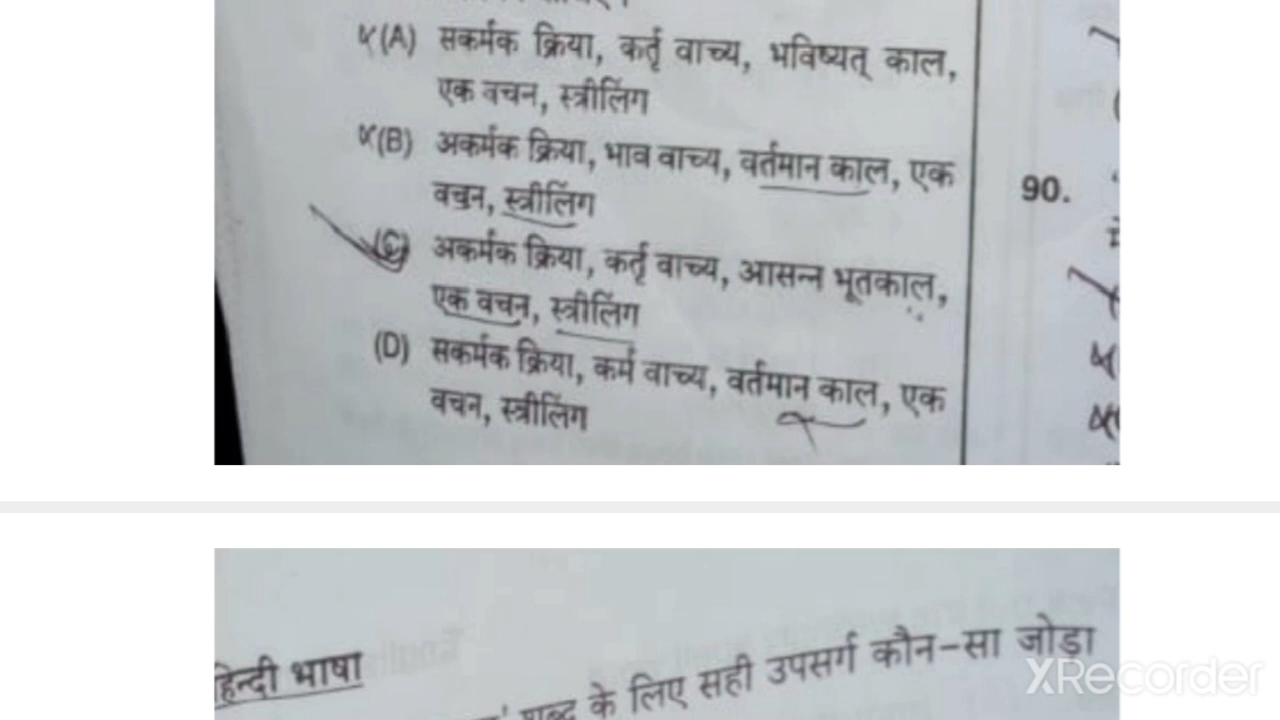 (A) सकर्मक क्रिया, कर्तृ वाच्य, भविष्यत् काल,
एक वचन, स्त्रीलिंग
(B) अकर्मक क्रिया, भाव वाच्य, वर्तमान काल, एक
वचन, स्त्रीलिंग
(C) अकर्मक क्रिया, कर्तृ वाच्य, आसन्न भूतकाल,
एक वचन, स्त्रीलिंग
(D) सकर्मक क्रिया, कर्म वाच्य, वर्तमान काल, एक
वचन, स्त्रीलिंग
90.
हिन्दी भाषा
शब्द के लिए सही उपसर्ग कौन-सा जोड़ा
XRecorder